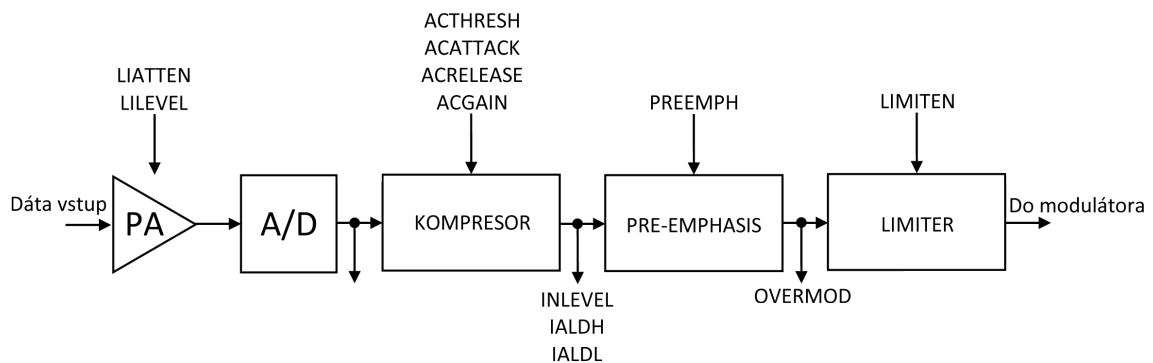 ACTHRESH
ACATTACK
ACRELEASE
ACGAIN
LIATTEN
LILEVEL
PREEMPH
LIMITEN
Dáta vstup
PA
A/D
KOMPRESOR
PRE-EMPHASIS
LIMITER
Do modulátora
INLEVEL
IALDH
IALDL
OVERMOD